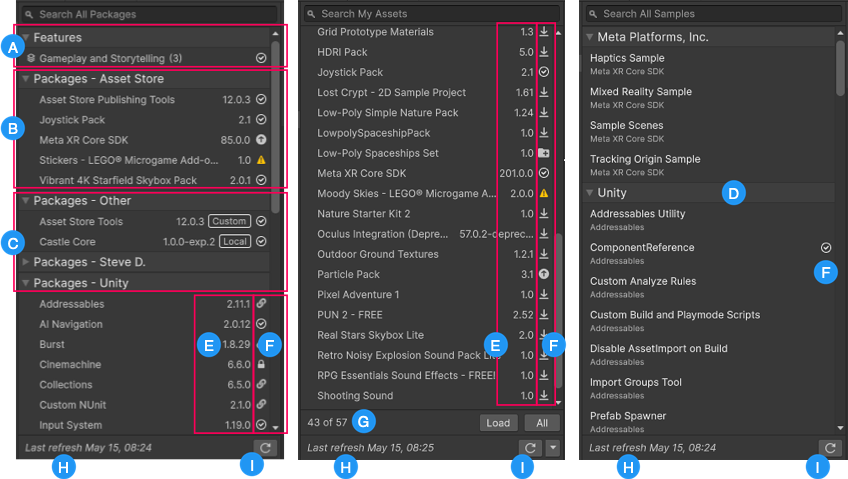 Search All Packages
Features
A
Gameplay and Storytelling (3)
Packages - Asset Store
Asset Store Publishing Tools 12.0.3
Joystick Pack 2.1
B
Meta XR Core SDK 85.0.0
Stickers - LEGO® Microgame Add-o... 1.0
Vibrant 4K Starfield Skybox Pack 2.0.1
Packages - Other
Asset Store Tools 12.0.3 Custom
C
Castle Core 1.0.0-exp.2 Local
Packages - Steve D.
Packages - Unity
Addressables 2.11.1
AI Navigation 2.0.12
Burst 1.8.29
E
F
Cinemachine 6.6.0
Collections 6.5.0
Custom NUnit 2.1.0
Input System 1.19.0
Last refresh May 15, 08:24
H
I
Search My Assets
Grid Prototype Materials 1.3
HDRI Pack 5.0
Joystick Pack 2.1
Lost Crypt - 2D Sample Project 1.61
Low-Poly Simple Nature Pack 1.24
LowpolySpaceshipPack 1.0
Low-Poly Spaceships Set 1.0
Meta XR Core SDK 201.0.0
Moody Skies - LEGO® Microgame A... 2.0.0
Nature Starter Kit 2 1.0
Oculus Integration (Depre... 57.0.2-deprec...
Outdoor Ground Textures 1.2.1
Particle Pack 3.1
Pixel Adventure 1 1.0
PUN 2 - FREE 2.52
Real Stars Skybox Lite 2.0
E
F
Retro Noisy Explosion Sound Pack Lite 1.0
RPG Essentials Sound Effects - FREE! 1.0
Shooting Sound 1.0
43 of 57
G
Load
All
Last refresh May 15, 08:25
H
I
Search All Samples
Meta Platforms, Inc.
Haptics Sample
Meta XR Core SDK
Mixed Reality Sample
Meta XR Core SDK
Sample Scenes
Meta XR Core SDK
Tracking Origin Sample
Meta XR Core SDK
Unity
D
Addressables Utility
Addressables
ComponentReference
Addressables
F
Custom Analyze Rules
Addressables
Custom Build and Playmode Scripts
Addressables
Disable AssetImport on Build
Addressables
Import Groups Tool
Addressables
Prefab Spawner
Addressables
Last refresh May 15, 08:24
H
I